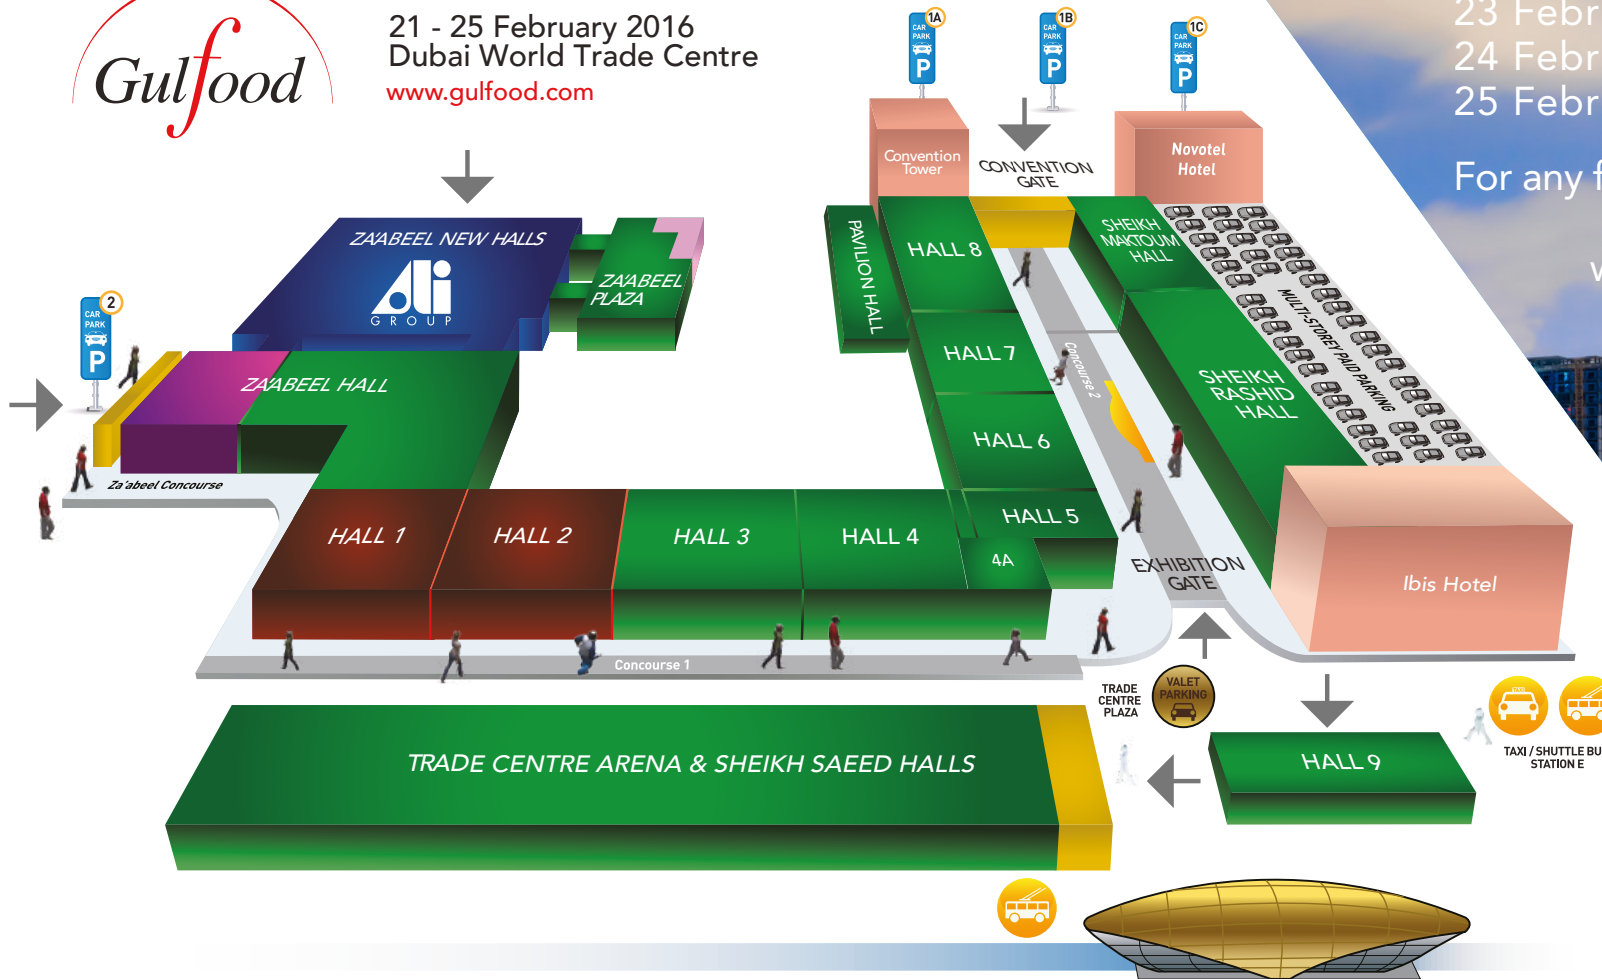 Gulfood
21 - 25 February 2016
Dubai World Trade Centre
www.gulfood.com
23 Febr
24 Febr
25 Febr
For any f
w
1A
CAR
PARK
P
1B
CAR
PARK
P
1C
CAR
PARK
P
Convention
Tower
CONVENTION
GATE
Novotel
Hotel
ZA'ABEEL NEW HALLS
ALI
GROUP
ZA'ABEEL
PLAZA
PAVILION HALL
HALL 8
SHEIKH
MAKTOUM
HALL
MULTI-STOREY PAID PARKING
2
CAR
PARK
P
ZA'ABEEL HALL
HALL 7
Concourse 2
SHEIKH
RASHID
HALL
HALL 6
Za'abeel Concourse
HALL 1
HALL 2
HALL 3
HALL 4
HALL 5
4A
EXHIBITION
GATE
Ibis Hotel
Concourse 1
TRADE
CENTRE
PLAZA
VALET
PARKING
TAXI
TAXI / SHUTTLE BU
STATION E
TRADE CENTRE ARENA & SHEIKH SAEED HALLS
HALL 9